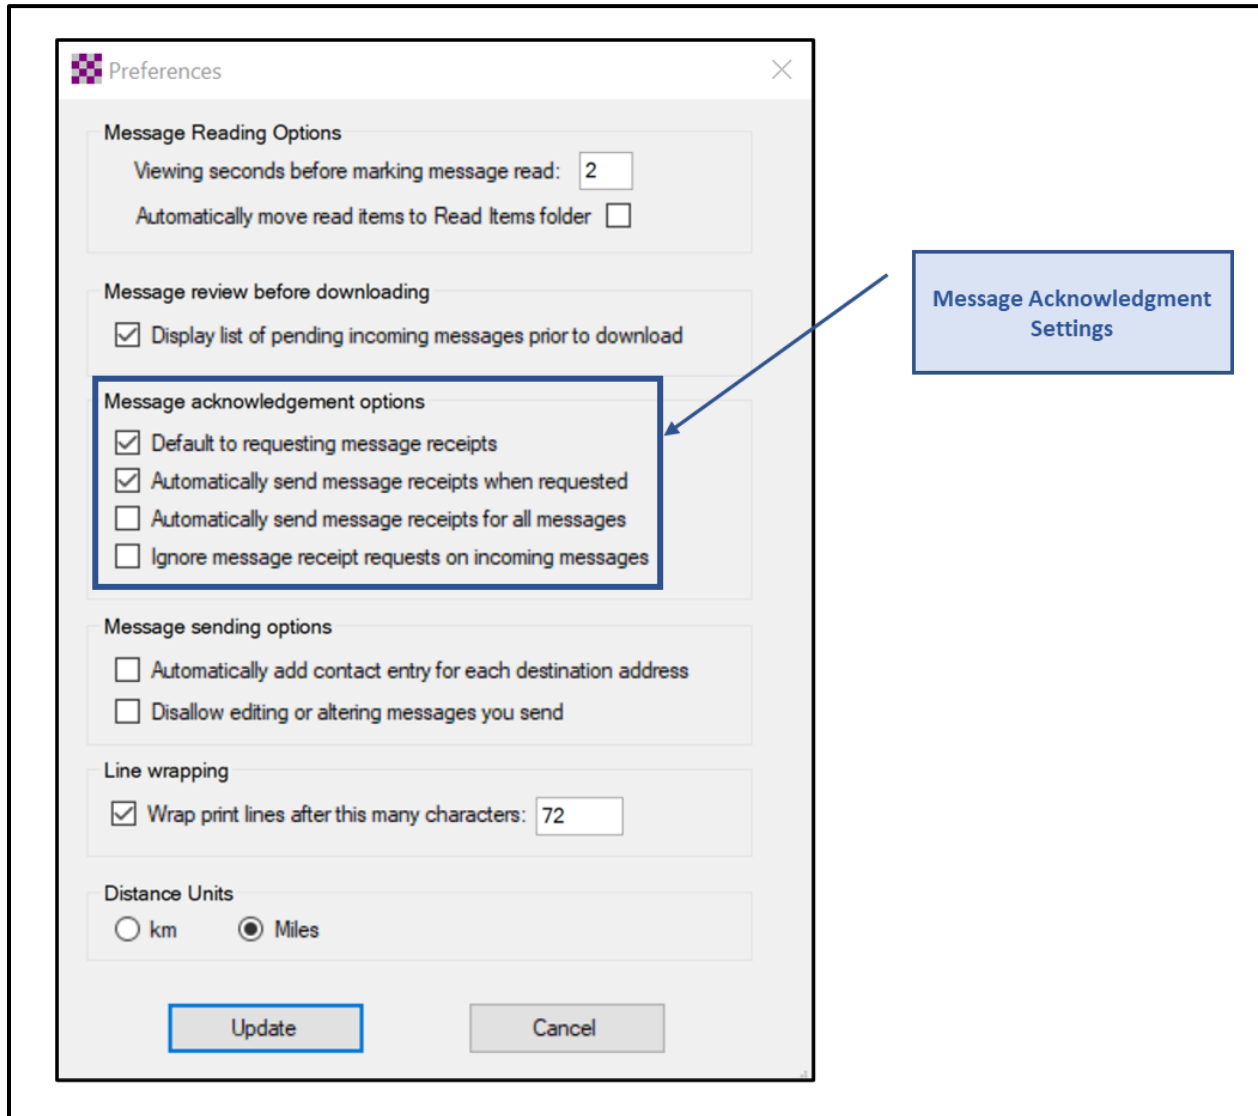 Preferences
Message Reading Options
Viewing seconds before marking message read: 2
Automatically move read items to Read Items folder
Message review before downloading
Display list of pending incoming messages prior to download
Message acknowledgement options
Default to requesting message receipts
Automatically send message receipts when requested
Automatically send message receipts for all messages
Ignore message receipt requests on incoming messages
Message sending options
Automatically add contact entry for each destination address
Disallow editing or altering messages you send
Line wrapping
Wrap print lines after this many characters: 72
Distance Units
km Miles
Update Cancel
Message Acknowledgment
Settings